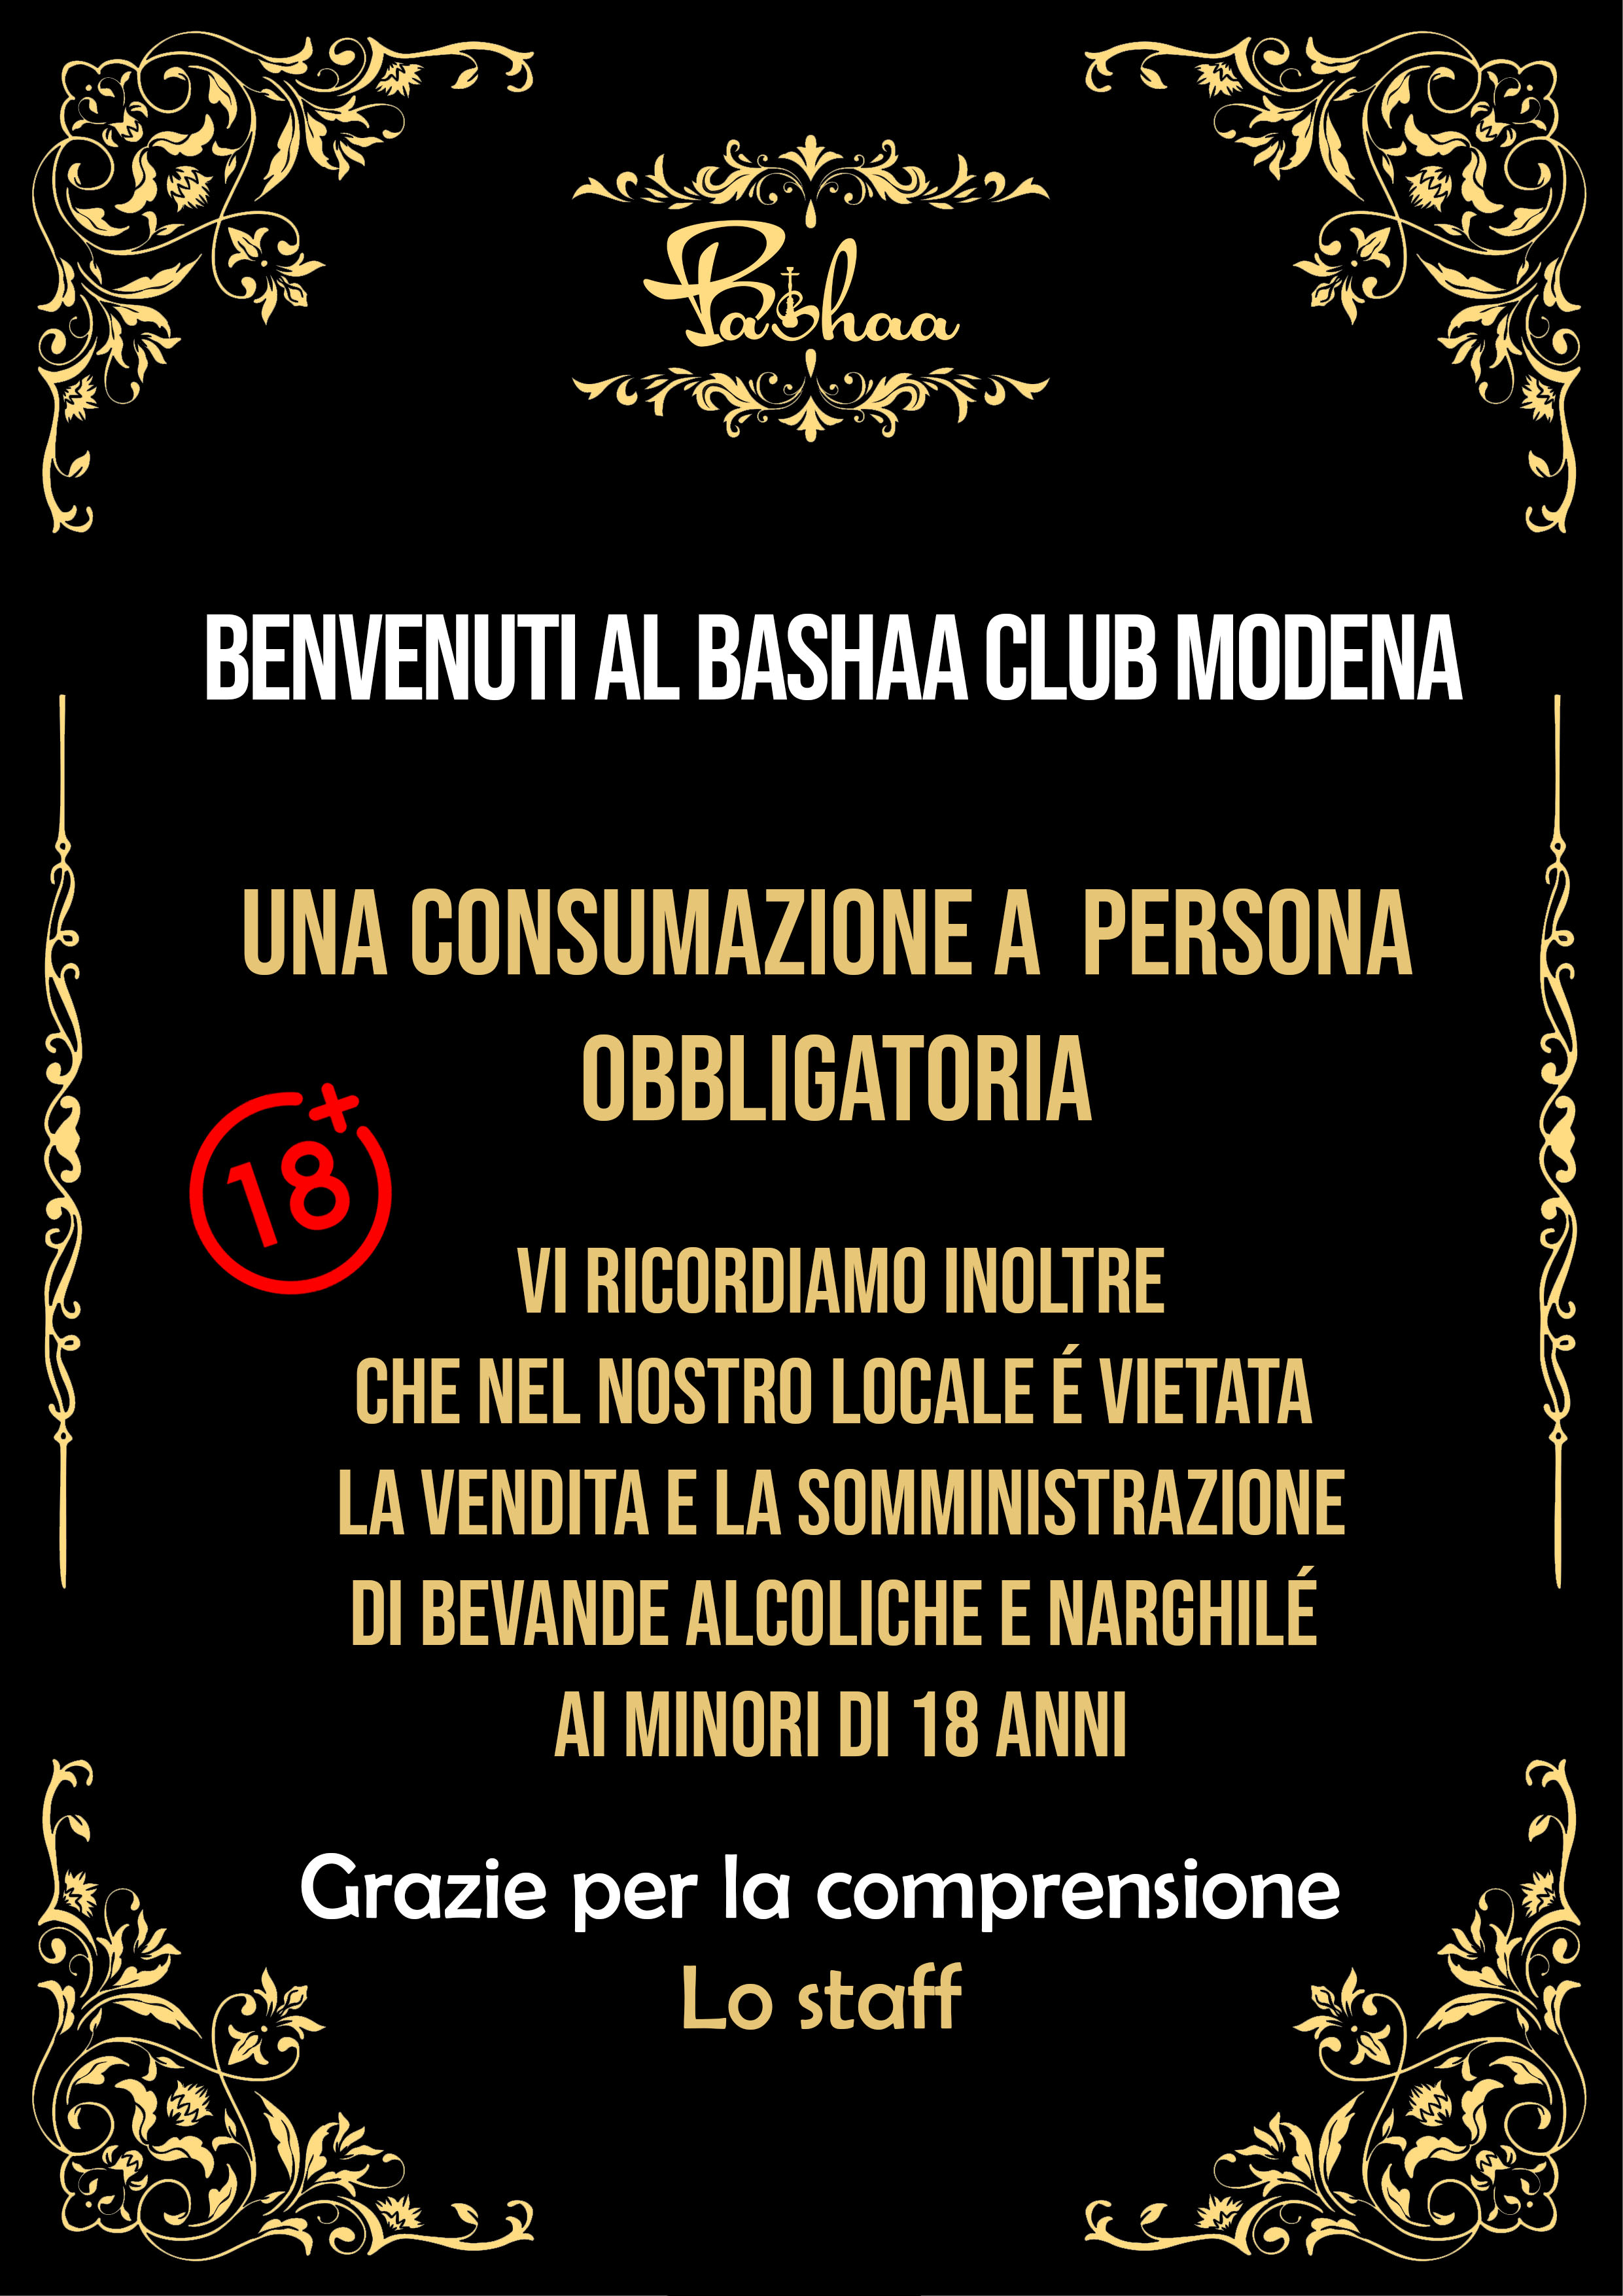 Bashaa
BENVENUTI AL BASHAA CLUB MODENA
UNA CONSUMAZIONE A PERSONA
OBBLIGATORIA
18+
VI RICORDIAMO INOLTRE
CHE NEL NOSTRO LOCALE É VIETATA
LA VENDITA E LA SOMMINISTRAZIONE
DI BEVANDE ALCOLICHE E NARGHILÉ
AI MINORI DI 18 ANNI
Grazie per la comprensione
Lo staff